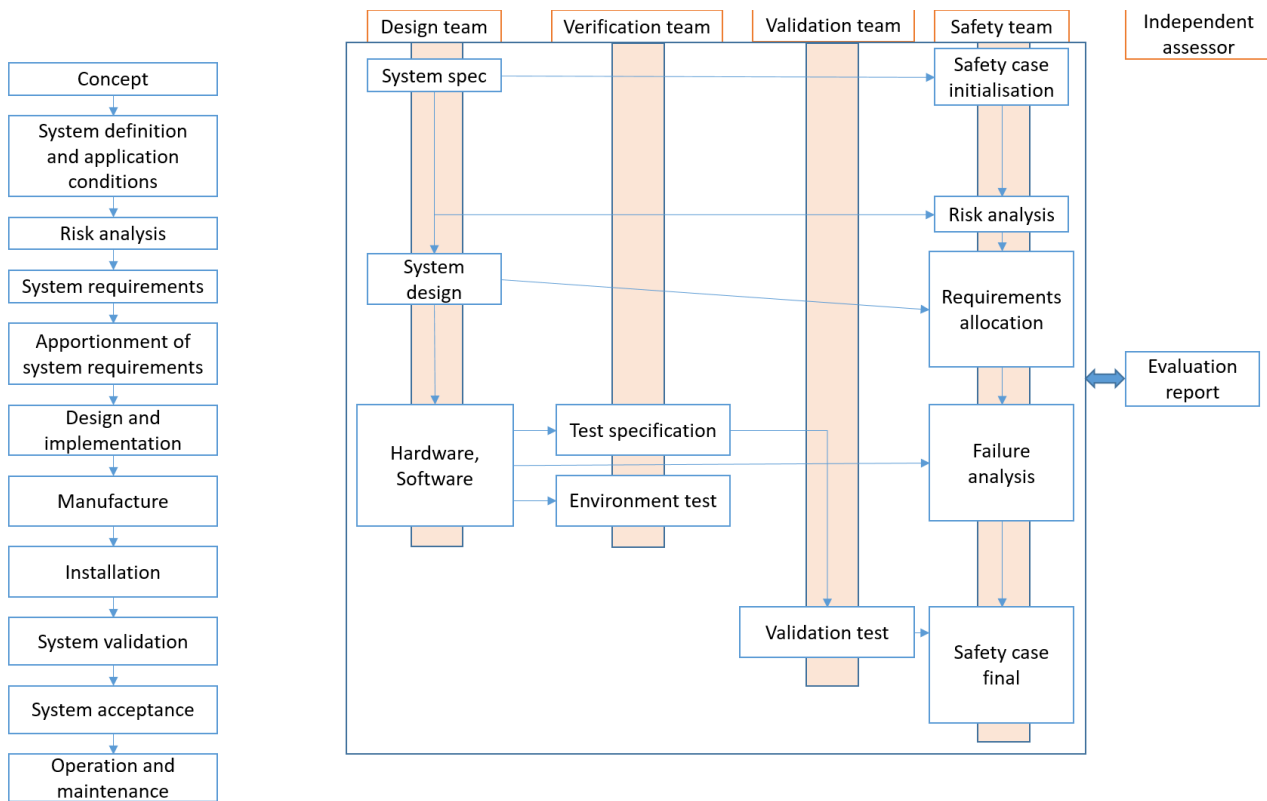 Design team
Verification team
Validation team
Safety team
Independent
assessor
Concept
System definition
and application
conditions
Risk analysis
System requirements
Apportionment of
system requirements
Design and
implementation
Manufacture
Installation
System validation
System acceptance
Operation and
maintenance
System spec
Safety case
initialisation
Risk analysis
System
design
Requirements
allocation
Evaluation
report
Hardware,
Software
Test specification
Environment test
Failure
analysis
Validation test
Safety case
final